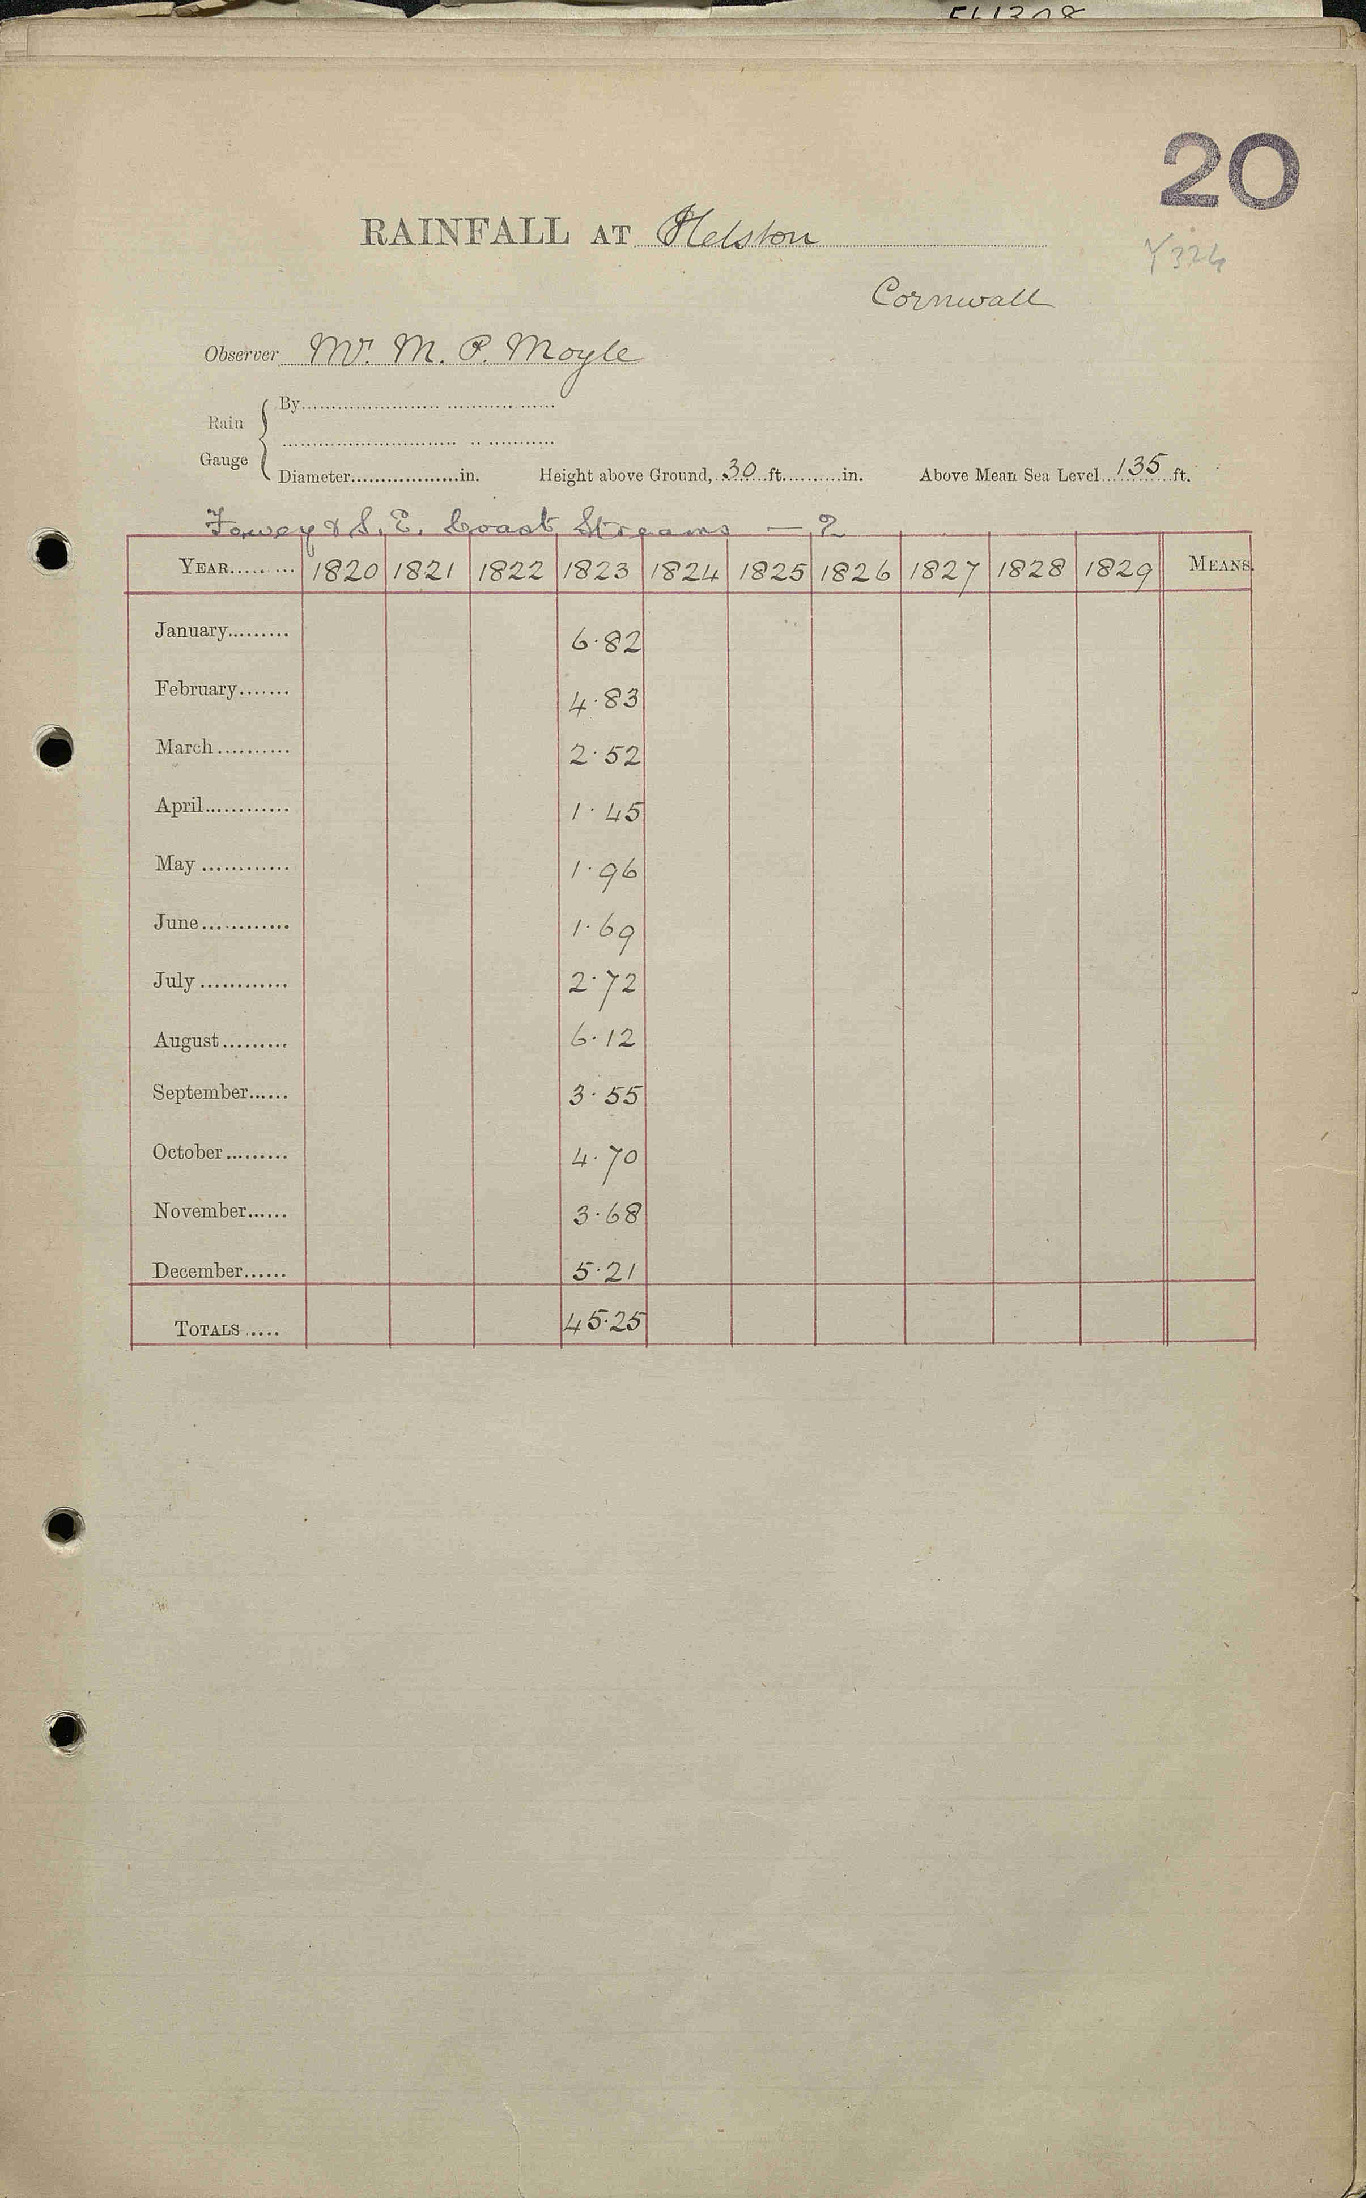 20
RAINFALL AT Helston
Y324
Cornwall
Observer Mr. M. P. Moyle
Rain Gauge { By
Diameter in. Height above Ground, 30 ft. in. Above Mean Sea Level 135 ft.
Fowey & S. E. Coast Streams — 2
YEAR 1820 1821 1822 1823 1824 1825 1826 1827 1828 1829 MEANS.
January 6.82
February 4.83
March 2.52
April 1.45
May 1.96
June 1.69
July 2.72
August 6.12
September 3.55
October 4.70
November 3.68
December 5.21
TOTALS 45.25